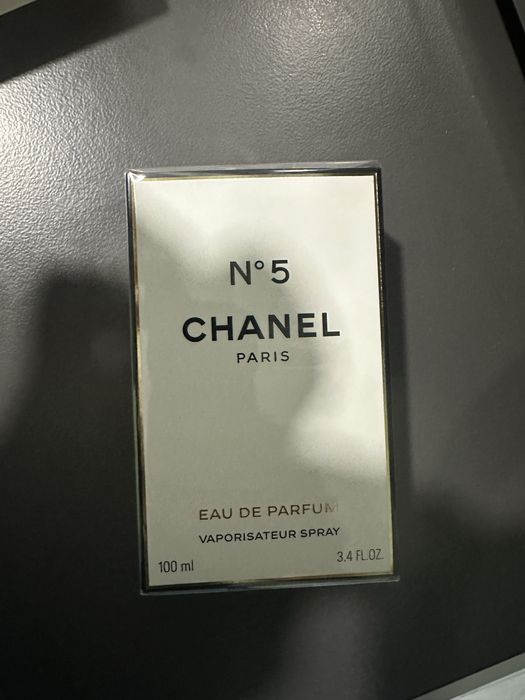 N°5
CHANEL
PARIS
EAU DE PARFUM
VAPORISATEUR SPRAY
100 ml
3.4 FL.OZ.